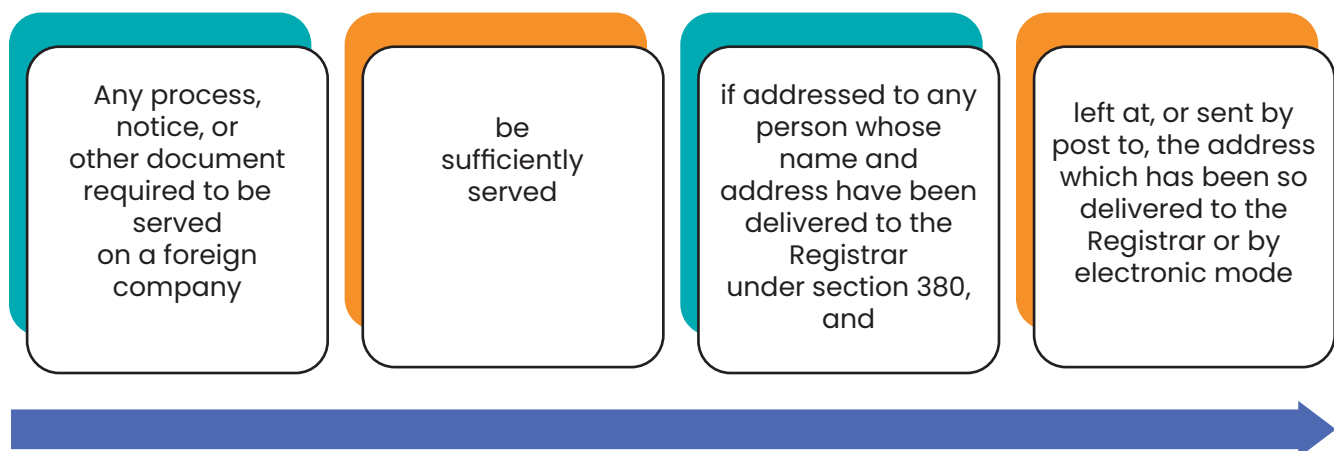 Any process,
notice, or
other document
required to be
served
on a foreign
company
be
sufficiently
served
if addressed to any
person whose
name and
address have been
delivered to the
Registrar
under section 380,
and
left at, or sent by
post to, the address
which has been so
delivered to the
Registrar or by
electronic mode